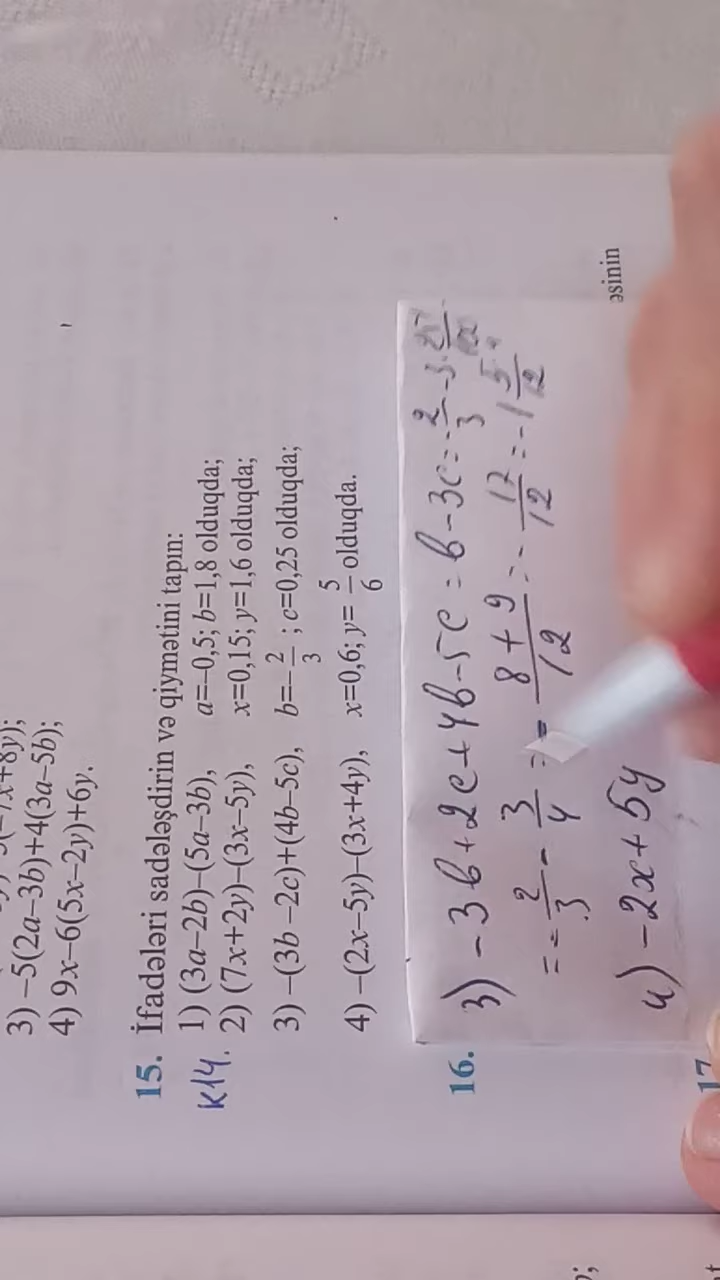 3) –5(2a–3b)+4(3a–5b);
4) 9x–6(5x–2y)+6y.
15. İfadələri sadələşdirin və qiymətini tapın:
K14. 1) (3a–2b)–(5a–3b), a=–0,5; b=1,8 olduqda;
2) (7x+2y)–(3x–5y), x=0,15; y=1,6 olduqda;
3) –(3b–2c)+(4b–5c), b=–2/3; c=0,25 olduqda;
4) –(2x–5y)–(3x+4y), x=0,6; y=5/6 olduqda.
16.
əsinin
3) -3b+2c+4b-5c=b-3c=-2/3-3·
=-2/3-3/4=-(8+9)/12=-17/12=-1 5/12
4) -2x+5y
17